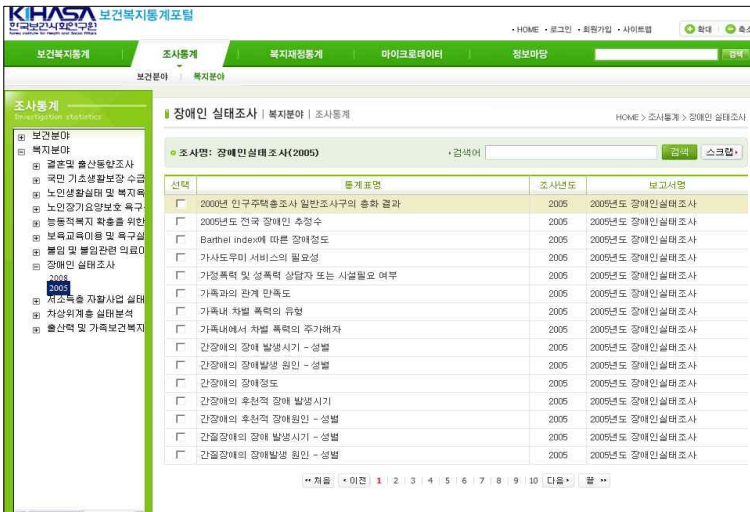 KIHASA 보건복지통계포털
한국보건사회연구원
• HOME • 로그인 • 회원가입 • 사이트맵
확대
보건복지통계
조사통계
복지재정통계
마이크로데이터
정보마당
검색
보건분야 복지분야
조사통계
Investigation statistics
보건분야
복지분야
결혼및 출산동향조사
국민 기초생활보장 수급
노인생활실태 및 복지욕
노인장기요양보호 욕구
능동적복지 확충을 위한
보육교육이용 및 욕구실
불임 및 불임관련 의료이
장애인 실태조사
2008
2005
저소득층 자활사업 실태
차상위계층 실태분석
출산력 및 가족보건복지
장애인 실태조사 | 복지분야 | 조사통계
HOME > 조사통계 > 장애인 실태조사
조사명: 장애인실태조사(2005)
검색어
검색
스크랩
선택 통계표명 조사년도 보고서명
2000년 인구주택총조사 일반조사구의 층화 결과 2005 2005년도 장애인실태조사
2005년도 전국 장애인 추정수 2005 2005년도 장애인실태조사
Barthel index에 따른 장애정도 2005 2005년도 장애인실태조사
가사도우미 서비스의 필요성 2005 2005년도 장애인실태조사
가정폭력 및 성폭력 상담자 또는 시설필요 여부 2005 2005년도 장애인실태조사
가족과의 관계 만족도 2005 2005년도 장애인실태조사
가족내 차별 폭력의 유형 2005 2005년도 장애인실태조사
가족내에서 차별 폭력의 주가해자 2005 2005년도 장애인실태조사
간장애의 장애 발생시기 - 성별 2005 2005년도 장애인실태조사
간장애의 장애발생 원인 - 성별 2005 2005년도 장애인실태조사
간장애의 장애정도 2005 2005년도 장애인실태조사
간장애의 후천적 장애 발생시기 2005 2005년도 장애인실태조사
간장애의 후천적 장애원인 - 성별 2005 2005년도 장애인실태조사
간질장애의 장애 발생시기 - 성별 2005 2005년도 장애인실태조사
간질장애의 장애발생 원인 - 성별 2005 2005년도 장애인실태조사
처음 이전 1 2 3 4 5 6 7 8 9 10 다음 끝